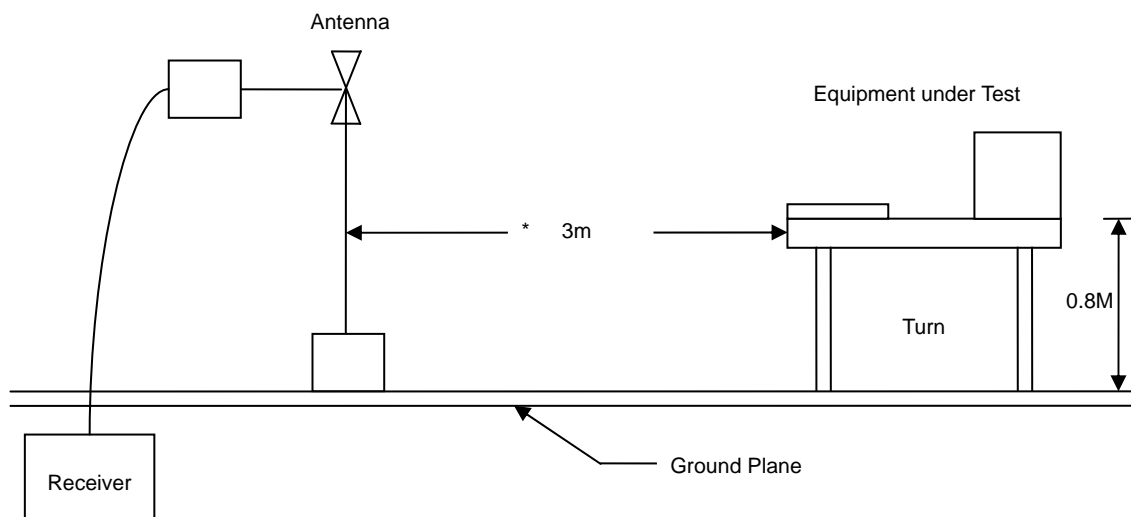 Antenna
Equipment under Test
* 3m
0.8M
Turn
Ground Plane
Receiver